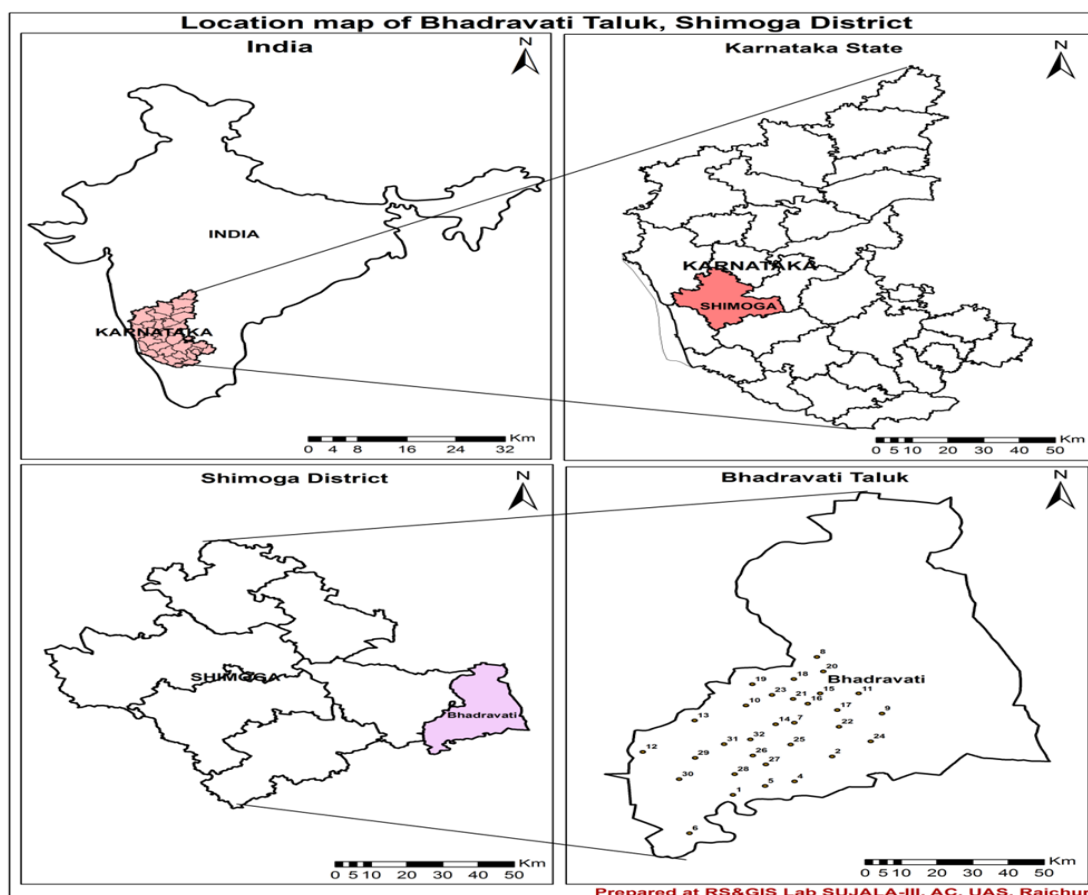 Location map of Bhadravati Taluk, Shimoga District
India
N
INDIA
KARNATAKA
Km
0 4 8 16 24 32
Karnataka State
N
KARNATAKA
SHIMOGA
Km
0 5 10 20 30 40 50
Shimoga District
N
SHIMOGA
Bhadravati
Km
0 5 10 20 30 40 50
Bhadravati Taluk
N
8
20
Bhadravati
18
19
23
15
11
21
10
16
17
9
13
14
7
22
31
32
25
24
12
29
26
2
27
28
30
5
4
1
6
Km
0 5 10 20 30 40 50
Prepared at RS&GIS Lab SUJALA-III, AC, UAS, Raichur